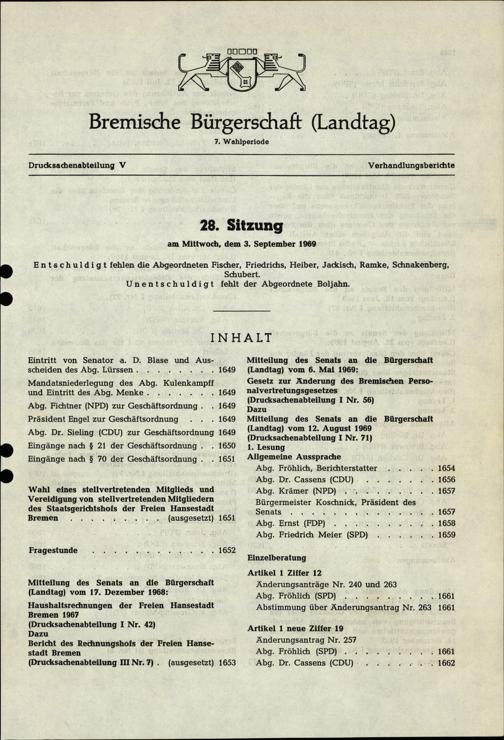 Bremische Bürgerschaft (Landtag)
7. Wahlperiode
Drucksachenabteilung V
Verhandlungsberichte
28. Sitzung
am Mittwoch, dem 3. September 1969
Entschuldigt fehlen die Abgeordneten Fischer, Friedrichs, Heiber, Jackisch, Ramke, Schnakenberg,
Schubert.
Unentschuldigt fehlt der Abgeordnete Boljahn.
INHALT
Eintritt von Senator a. D. Blase und Aus-
scheiden des Abg. Lürssen . . . . . . . . 1649
Mandatsniederlegung des Abg. Kulenkampff
und Eintritt des Abg. Menke . . . . . . . 1649
Abg. Fichtner (NPD) zur Geschäftsordnung . . 1649
Präsident Engel zur Geschäftsordnung . . . 1649
Abg. Dr. Sieling (CDU) zur Geschäftsordnung 1649
Eingänge nach § 21 der Geschäftsordnung . . 1650
Eingänge nach § 70 der Geschäftsordnung . . 1651
Wahl eines stellvertretenden Mitglieds und
Vereidigung von stellvertretenden Mitgliedern
des Staatsgerichtshofs der Freien Hansestadt
Bremen . . . . . . . . . (ausgesetzt) 1651
Fragestunde . . . . . . . . . . . . 1652
Mitteilung des Senats an die Bürgerschaft
(Landtag) vom 17. Dezember 1968:
Haushaltsrechnungen der Freien Hansestadt
Bremen 1967
(Drucksachenabteilung I Nr. 42)
Dazu
Bericht des Rechnungshofs der Freien Hanse-
stadt Bremen
(Drucksachenabteilung III Nr. 7) . (ausgesetzt) 1653
Mitteilung des Senats an die Bürgerschaft
(Landtag) vom 6. Mai 1969:
Gesetz zur Änderung des Bremischen Perso-
nalvertretungsgesetzes
(Drucksachenabteilung I Nr. 56)
Dazu
Mitteilung des Senats an die Bürgerschaft
(Landtag) vom 12. August 1969
(Drucksachenabteilung I Nr. 71)
1. Lesung
Allgemeine Aussprache
Abg. Fröhlich, Berichterstatter . . . . . 1654
Abg. Dr. Cassens (CDU) . . . . . . . 1656
Abg. Krämer (NPD) . . . . . . . . . 1657
Bürgermeister Koschnick, Präsident des
Senats . . . . . . . . . . . . . . 1657
Abg. Ernst (FDP) . . . . . . . . . . 1658
Abg. Friedrich Meier (SPD) . . . . . . 1659
Einzelberatung
Artikel 1 Ziffer 12
Änderungsanträge Nr. 240 und 263
Abg. Fröhlich (SPD) . . . . . . . . . 1661
Abstimmung über Änderungsantrag Nr. 263 1661
Artikel 1 neue Ziffer 19
Änderungsantrag Nr. 257
Abg. Fröhlich (SPD) . . . . . . . . . 1661
Abg. Dr. Cassens (CDU) . . . . . . . . 1662